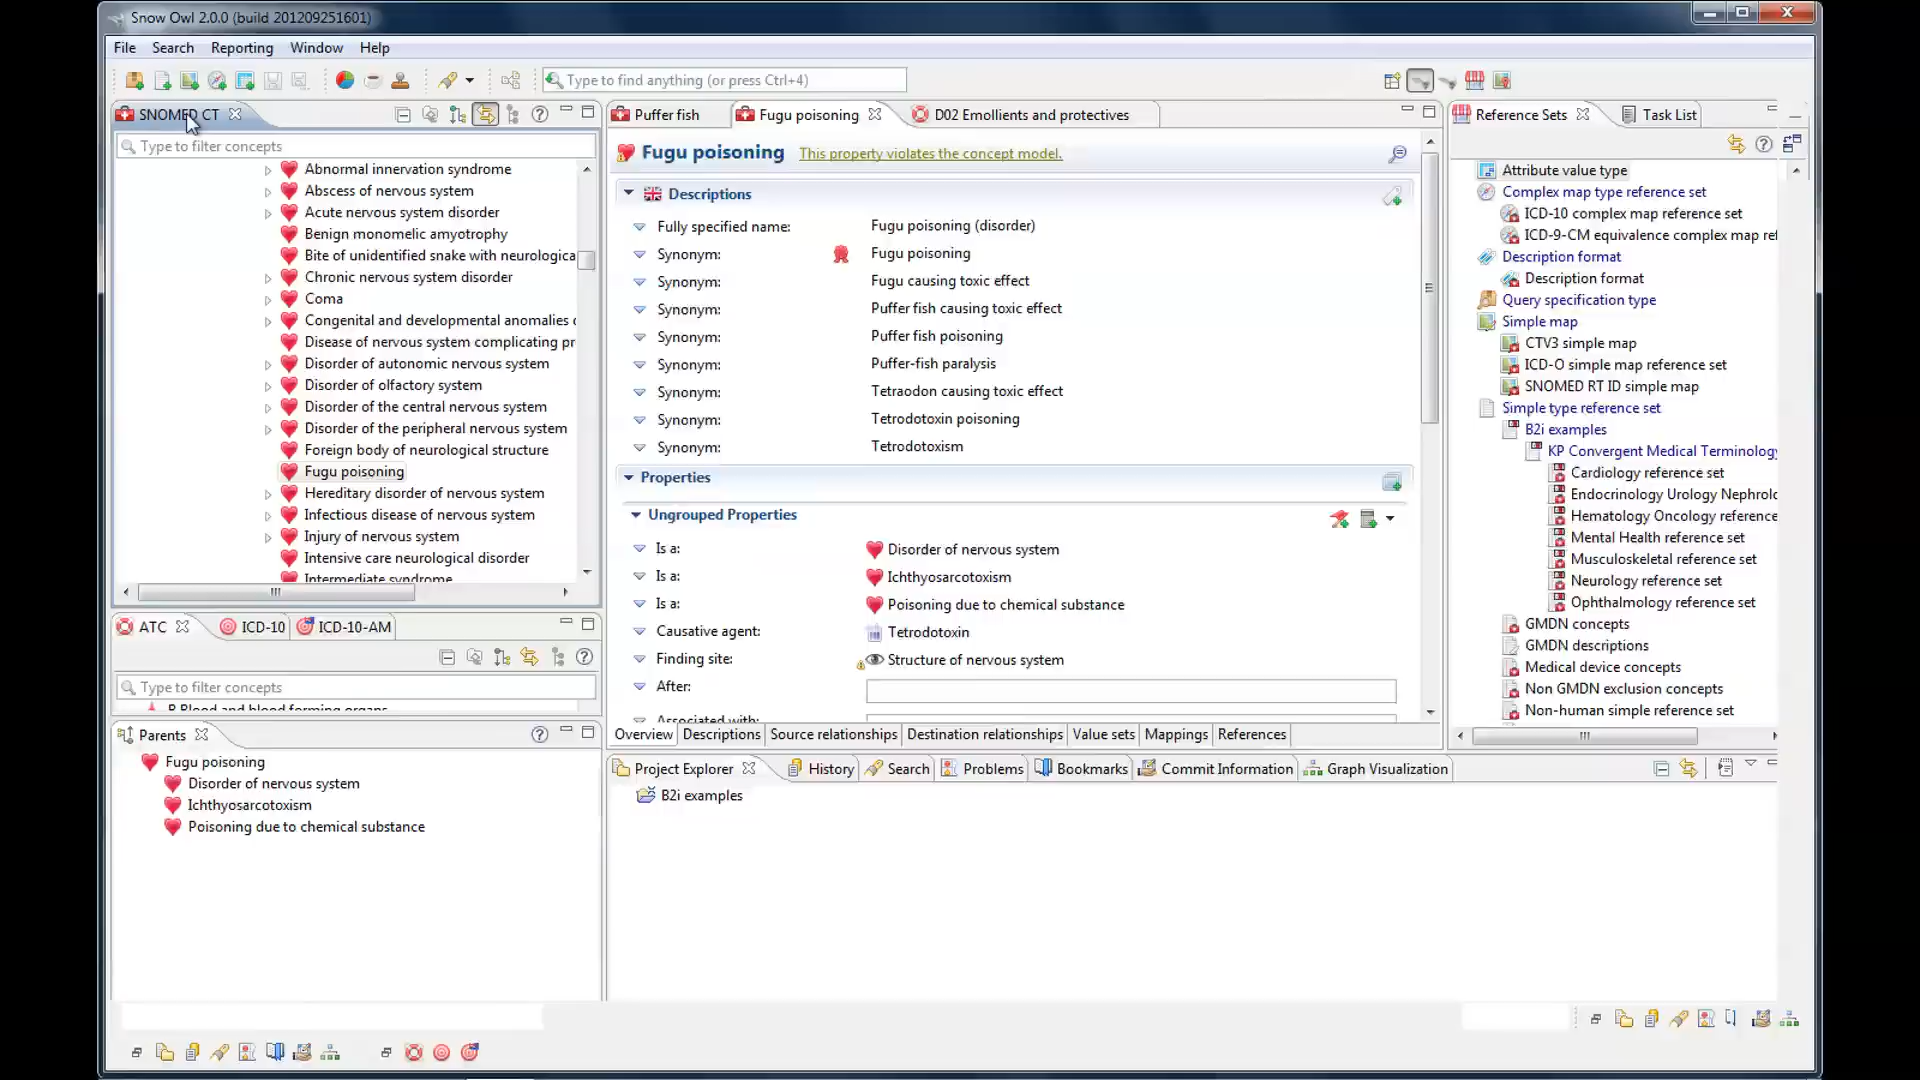 Snow Owl 2.0.0 (build 201209251601)
File Search Reporting Window Help
Type to find anything (or press Ctrl+4)
SNOMED CT
Type to filter concepts
Abnormal innervation syndrome
Abscess of nervous system
Acute nervous system disorder
Benign monomelic amyotrophy
Bite of unidentified snake with neurologica
Chronic nervous system disorder
Coma
Congenital and developmental anomalies
Disease of nervous system complicating pr
Disorder of autonomic nervous system
Disorder of olfactory system
Disorder of the central nervous system
Disorder of the peripheral nervous system
Foreign body of neurological structure
Fugu poisoning
Hereditary disorder of nervous system
Infectious disease of nervous system
Injury of nervous system
Intensive care neurological disorder
Intermediate syndrome
ATC ICD-10 ICD-10-AM
Type to filter concepts
B Blood and blood forming organs
Parents
Fugu poisoning
Disorder of nervous system
Ichthyosarcotoxism
Poisoning due to chemical substance
Puffer fish Fugu poisoning D02 Emollients and protectives
Fugu poisoning This property violates the concept model.
Descriptions
Fully specified name: Fugu poisoning (disorder)
Synonym: Fugu poisoning
Synonym: Fugu causing toxic effect
Synonym: Puffer fish causing toxic effect
Synonym: Puffer fish poisoning
Synonym: Puffer-fish paralysis
Synonym: Tetraodon causing toxic effect
Synonym: Tetrodotoxin poisoning
Synonym: Tetrodotoxism
Properties
Ungrouped Properties
Is a: Disorder of nervous system
Is a: Ichthyosarcotoxism
Is a: Poisoning due to chemical substance
Causative agent: Tetrodotoxin
Finding site: Structure of nervous system
After:
Associated with:
Overview Descriptions Source relationships Destination relationships Value sets Mappings References
Project Explorer History Search Problems Bookmarks Commit Information Graph Visualization
B2i examples
Reference Sets Task List
Attribute value type
Complex map type reference set
ICD-10 complex map reference set
ICD-9-CM equivalence complex map ref
Description format
Description format
Query specification type
Simple map
CTV3 simple map
ICD-O simple map reference set
SNOMED RT ID simple map
Simple type reference set
B2i examples
KP Convergent Medical Terminology
Cardiology reference set
Endocrinology Urology Nephrolo
Hematology Oncology reference
Mental Health reference set
Musculoskeletal reference set
Neurology reference set
Ophthalmology reference set
GMDN concepts
GMDN descriptions
Medical device concepts
Non GMDN exclusion concepts
Non-human simple reference set